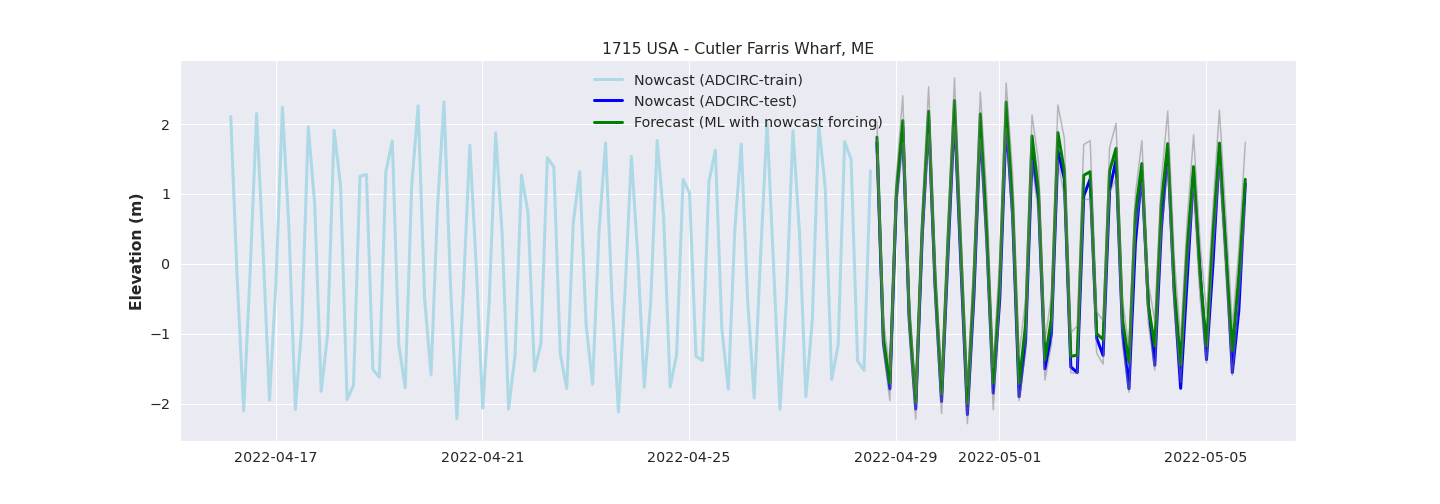 1715 USA - Cutler Farris Wharf, ME
Nowcast (ADCIRC-train)
Nowcast (ADCIRC-test)
Forecast (ML with nowcast forcing)
Elevation (m)
2
1
0
−1
−2
2022-04-17 2022-04-21 2022-04-25 2022-04-29 2022-05-01 2022-05-05